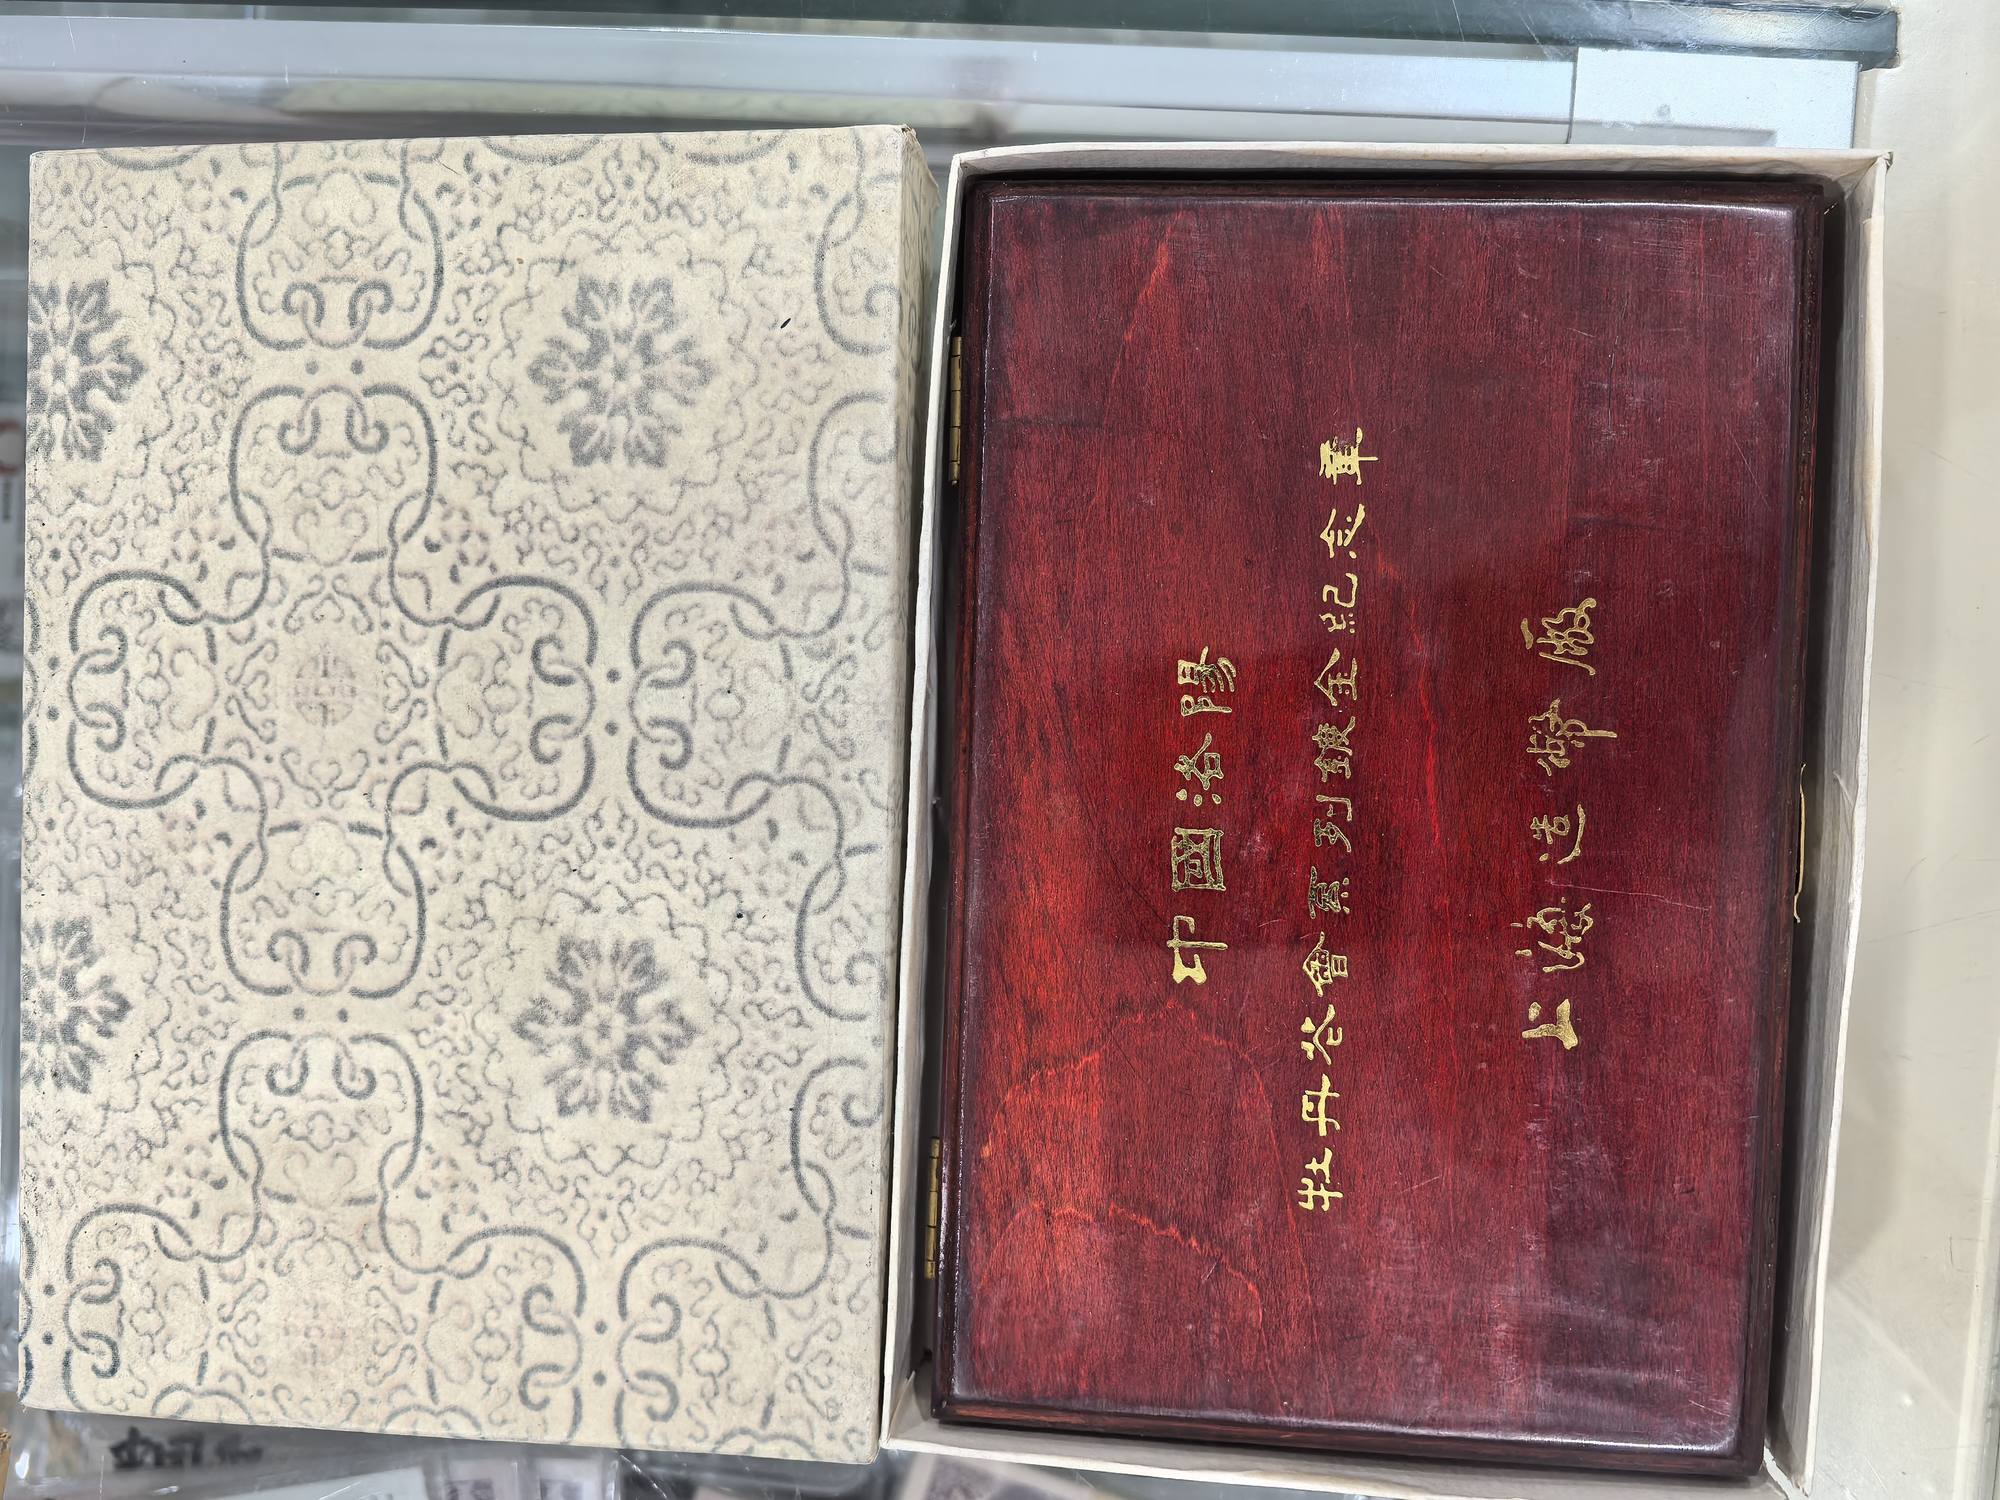 中國洛陽
牡丹花會系列鍍金紀念章
上海造幣廠